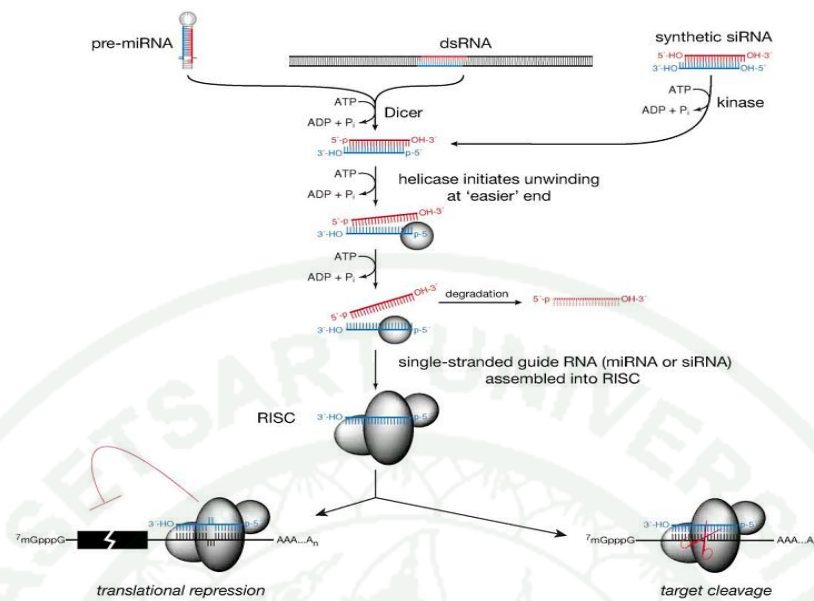 pre-miRNA
dsRNA
synthetic siRNA
5´-HO OH-3´
3´-HO OH-5´
ATP
ADP + Pi
Dicer
ATP
ADP + Pi
kinase
5´-p OH-3´
3´-HO p-5´
ATP
ADP + Pi
helicase initiates unwinding
at ‘easier’ end
5´-p OH-3´
3´-HO p-5´
ATP
ADP + Pi
5´-p OH-3´
3´-HO p-5´
degradation
5´-p OH-3´
single-stranded guide RNA (miRNA or siRNA)
assembled into RISC
RISC
3´-HO p-5´
3´-HO p-5´
7mGpppG AAA...An
translational repression
3´-HO p-5´
7mGpppG AAA...A
target cleavage
KASETSART UNIVERS